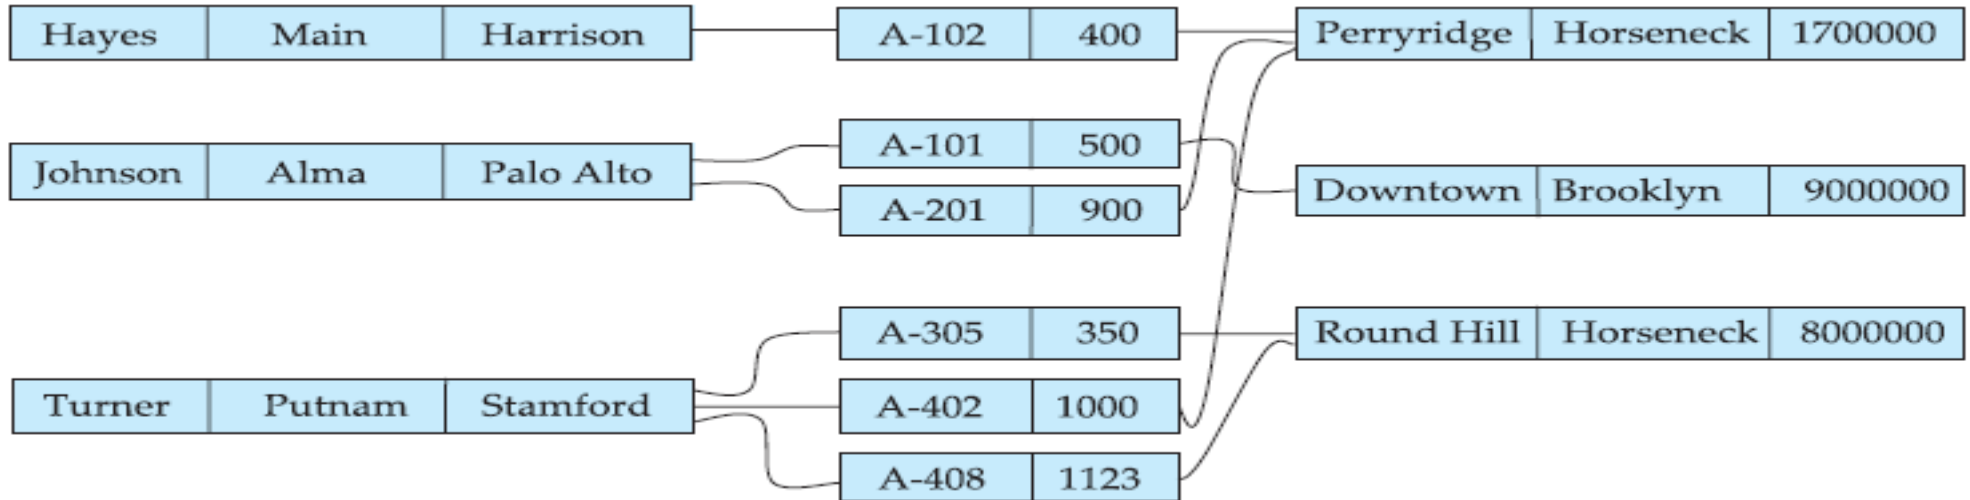 Hayes Main Harrison A-102 400 Perryridge Horseneck 1700000
A-101 500
Johnson Alma Palo Alto A-201 900 Downtown Brooklyn 9000000
A-305 350 Round Hill Horseneck 8000000
Turner Putnam Stamford A-402 1000
A-408 1123